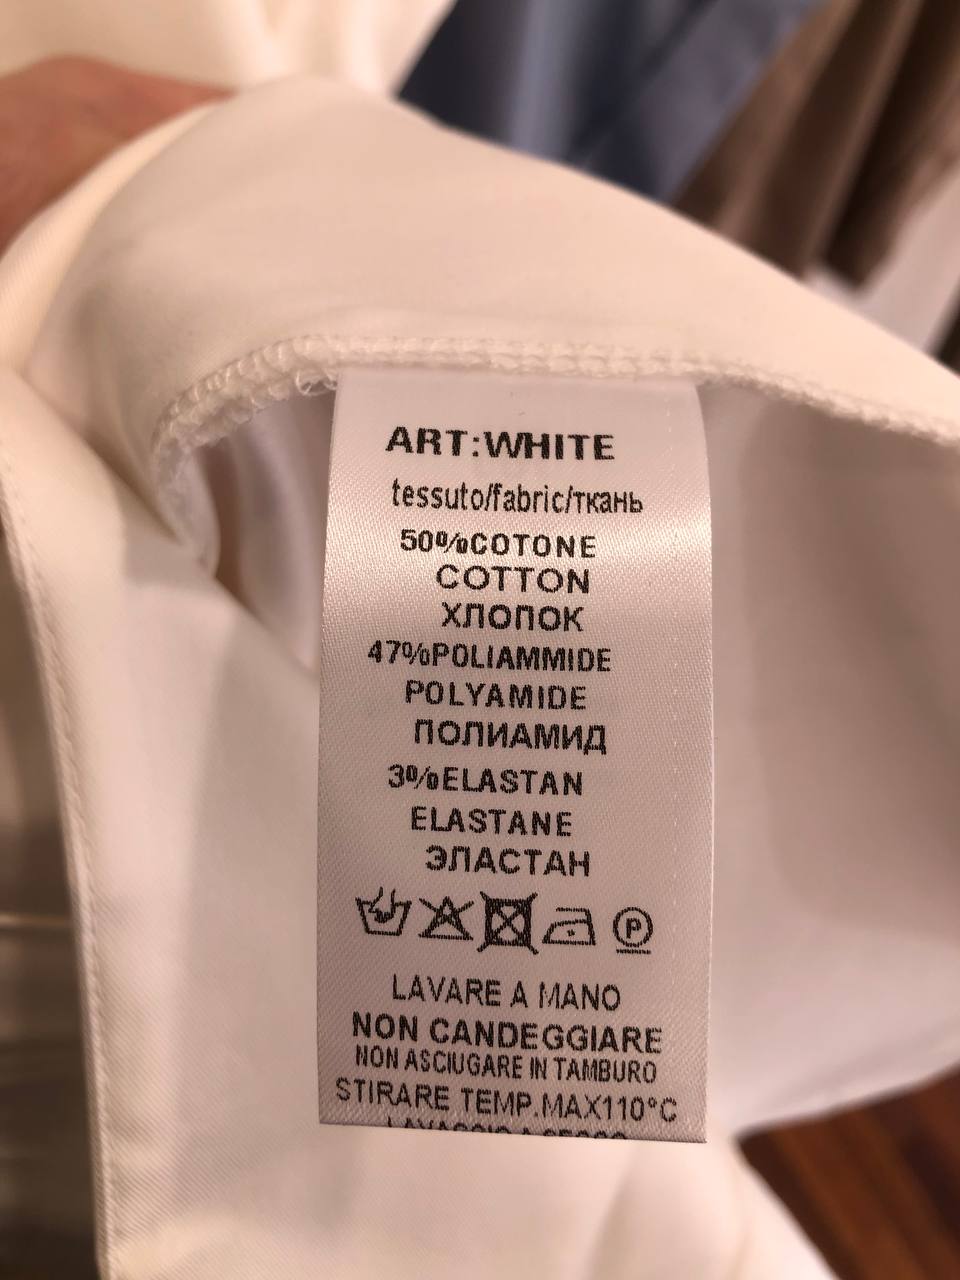 ART:WHITE
tessuto/fabric/ткань
50%COTONE
COTTON
ХЛОПОК
47%POLIAMMIDE
POLYAMIDE
ПОЛИАМИД
3%ELASTAN
ELASTANE
ЭЛАСТАН
P
LAVARE A MANO
NON CANDEGGIARE
NON ASCIUGARE IN TAMBURO
STIRARE TEMP.MAX110°C